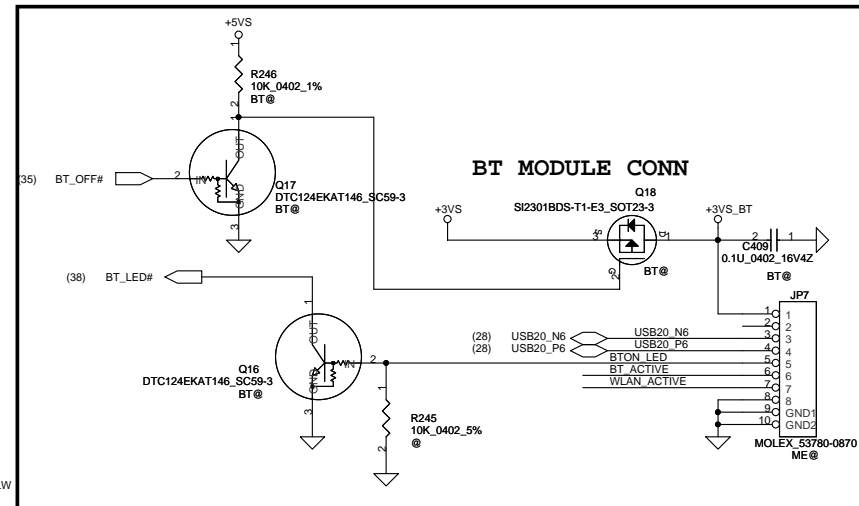 +5VS
1
R246
10K_0402_1%
BT@
2
1
OUT
(35) BT_OFF# 2 IN
GND
3
Q17
DTC124EKAT146_SC59-3
BT@
BT MODULE CONN
Q18
SI2301BDS-T1-E3_SOT23-3
+3VS
3 S
D 1
G 2
BT@
+3VS_BT
2 1
C409
0.1U_0402_16V4Z
BT@
(38) BT_LED#
1
OUT
IN 2
GND
3
Q16
DTC124EKAT146_SC59-3
BT@
1
R245
10K_0402_5%
@
2
JP7
1 1
2 2
(28) USB20_N6 USB20_N6 3 3
(28) USB20_P6 USB20_P6 4 4
BTON_LED 5 5
BT_ACTIVE 6 6
WLAN_ACTIVE 7 7
8 8
9 GND1
10 GND2
MOLEX_53780-0870
ME@